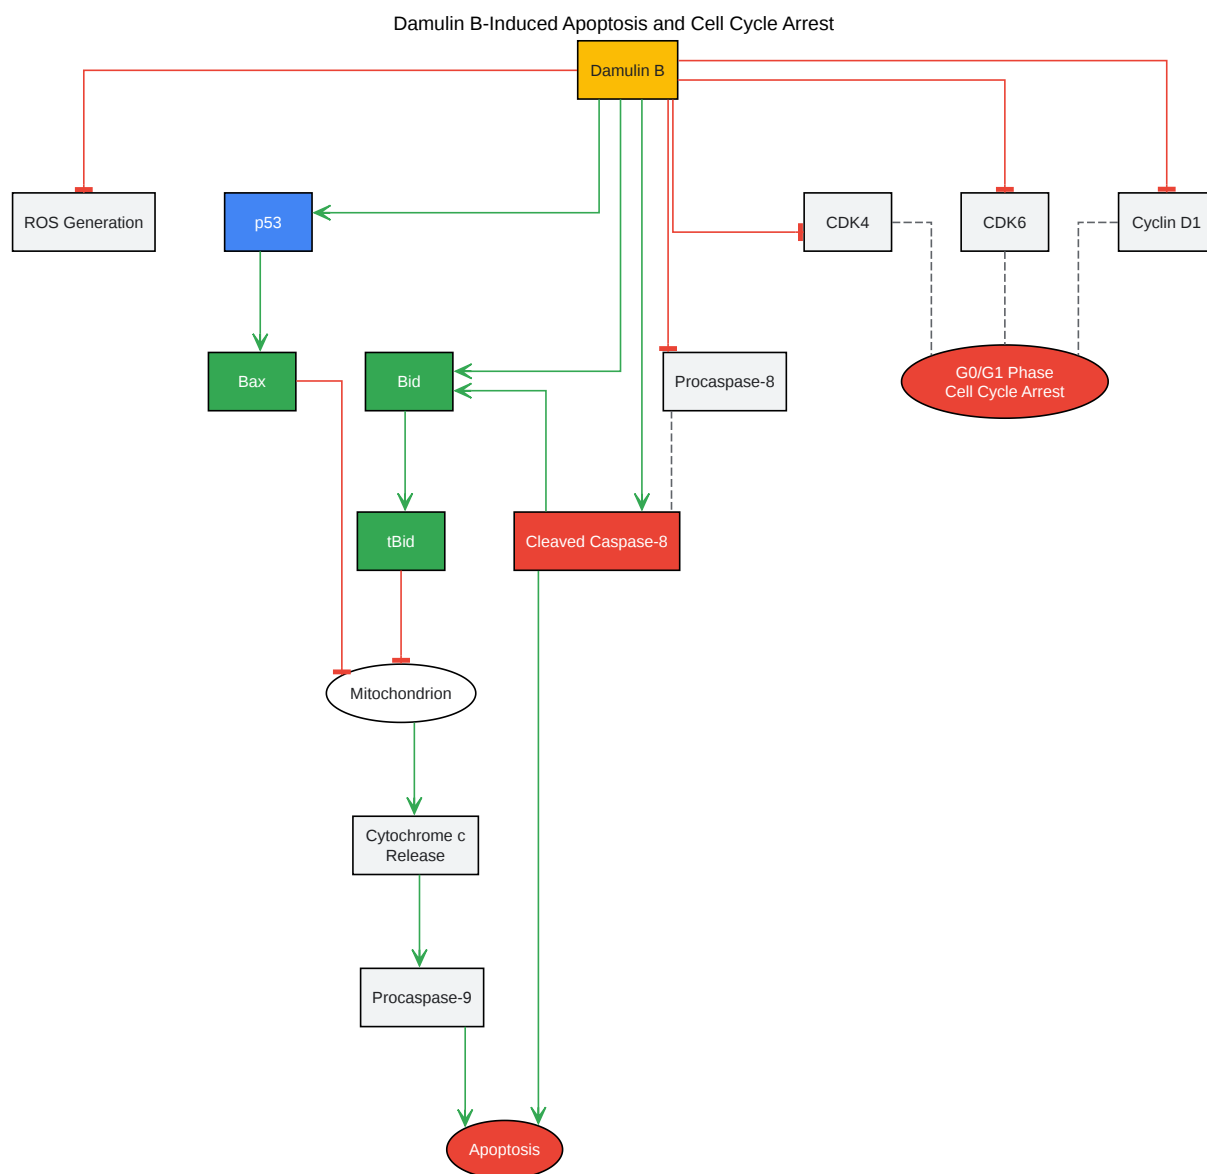 Damulin B-Induced Apoptosis and Cell Cycle Arrest
Damulin B
ROS Generation
p53
CDK4
CDK6
Cyclin D1
Bax
Bid
Procaspase-8
G0/G1 Phase
Cell Cycle Arrest
tBid
Cleaved Caspase-8
Mitochondrion
Cytochrome c
Release
Procaspase-9
Apoptosis